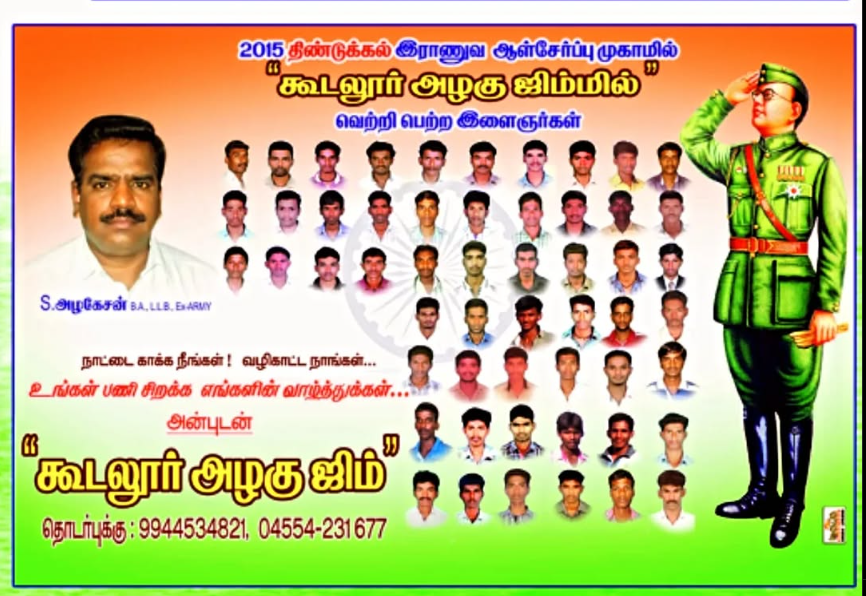 2015 திண்டுக்கல் இராணுவ ஆள்சேர்ப்பு முகாமில்
"கூடலூர் அழகு ஜிம்மில்"
வெற்றி பெற்ற இளைஞர்கள்
S.அழகேசன் B.A., L.L.B., Ex-ARMY
நாட்டை காக்க நீங்கள் ! வழிகாட்ட நாங்கள்...
உங்கள் பணி சிறக்க எங்களின் வாழ்த்துக்கள்...
அன்புடன்
"கூடலூர் அழகு ஜிம்"
தொடர்புக்கு : 9944534821, 04554-231677